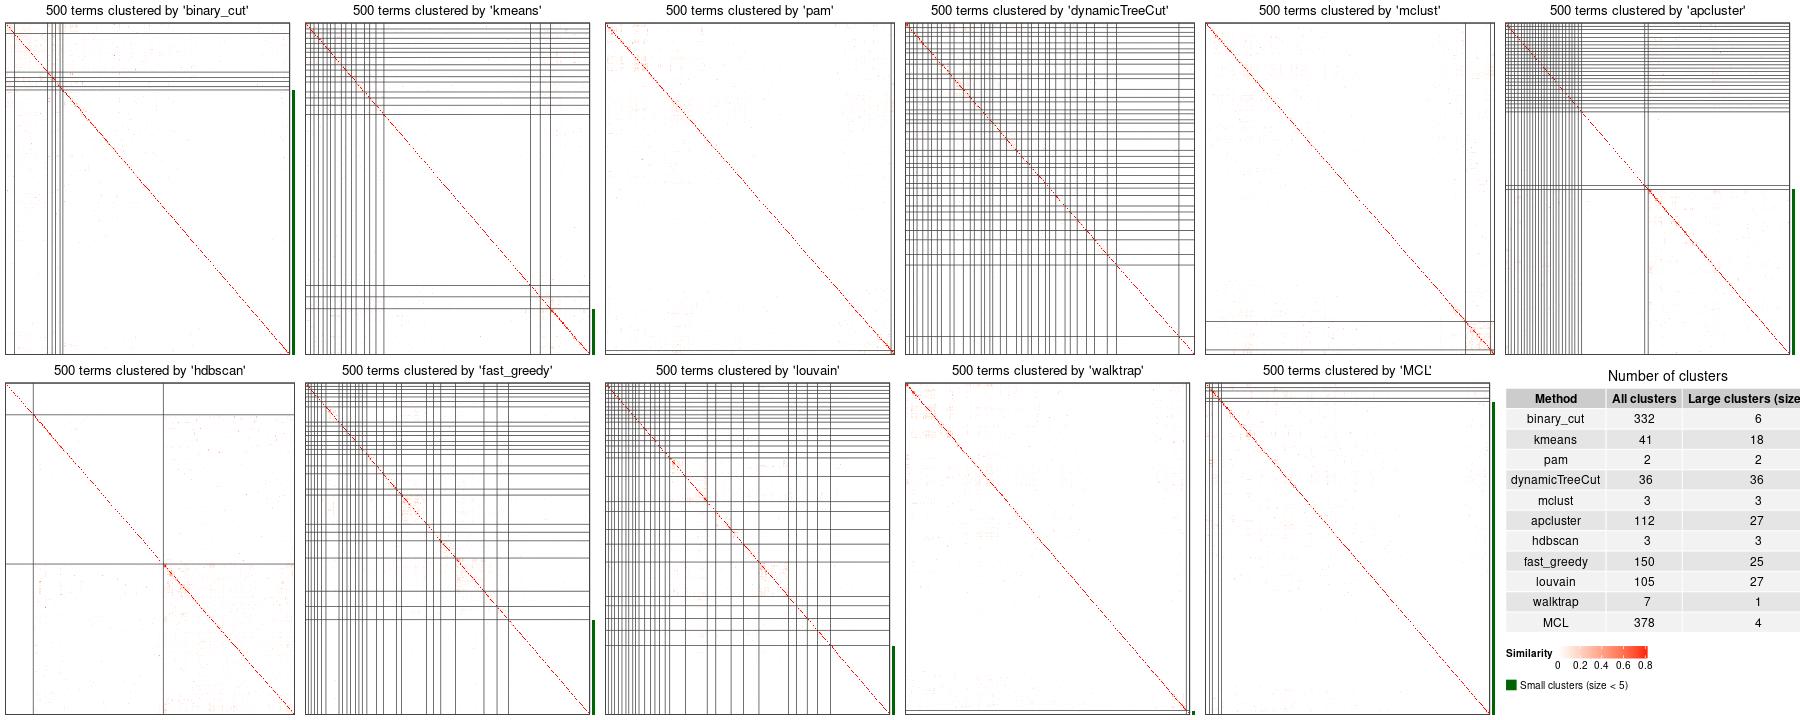 500 terms clustered by 'binary_cut'
500 terms clustered by 'kmeans'
500 terms clustered by 'pam'
500 terms clustered by 'dynamicTreeCut'
500 terms clustered by 'mclust'
500 terms clustered by 'apcluster'
500 terms clustered by 'hdbscan'
500 terms clustered by 'fast_greedy'
500 terms clustered by 'louvain'
500 terms clustered by 'walktrap'
500 terms clustered by 'MCL'
Number of clusters
Method All clusters Large clusters (size
binary_cut 332 6
kmeans 41 18
pam 2 2
dynamicTreeCut 36 36
mclust 3 3
apcluster 112 27
hdbscan 3 3
fast_greedy 150 25
louvain 105 27
walktrap 7 1
MCL 378 4
Similarity
0 0.2 0.4 0.6 0.8
Small clusters (size < 5)